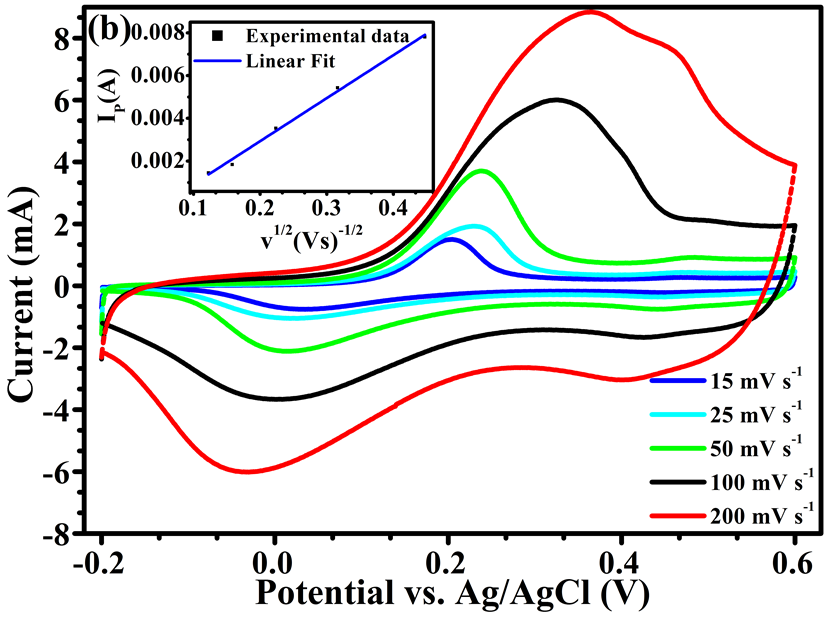 (b)
Experimental data
Linear Fit
I_P(A)
0.008
0.006
0.004
0.002
0.1 0.2 0.3 0.4
v^1/2(Vs)^-1/2
Current (mA)
8
6
4
2
0
-2
-4
-6
-8
15 mV s^-1
25 mV s^-1
50 mV s^-1
100 mV s^-1
200 mV s^-1
-0.2 0.0 0.2 0.4 0.6
Potential vs. Ag/AgCl (V)